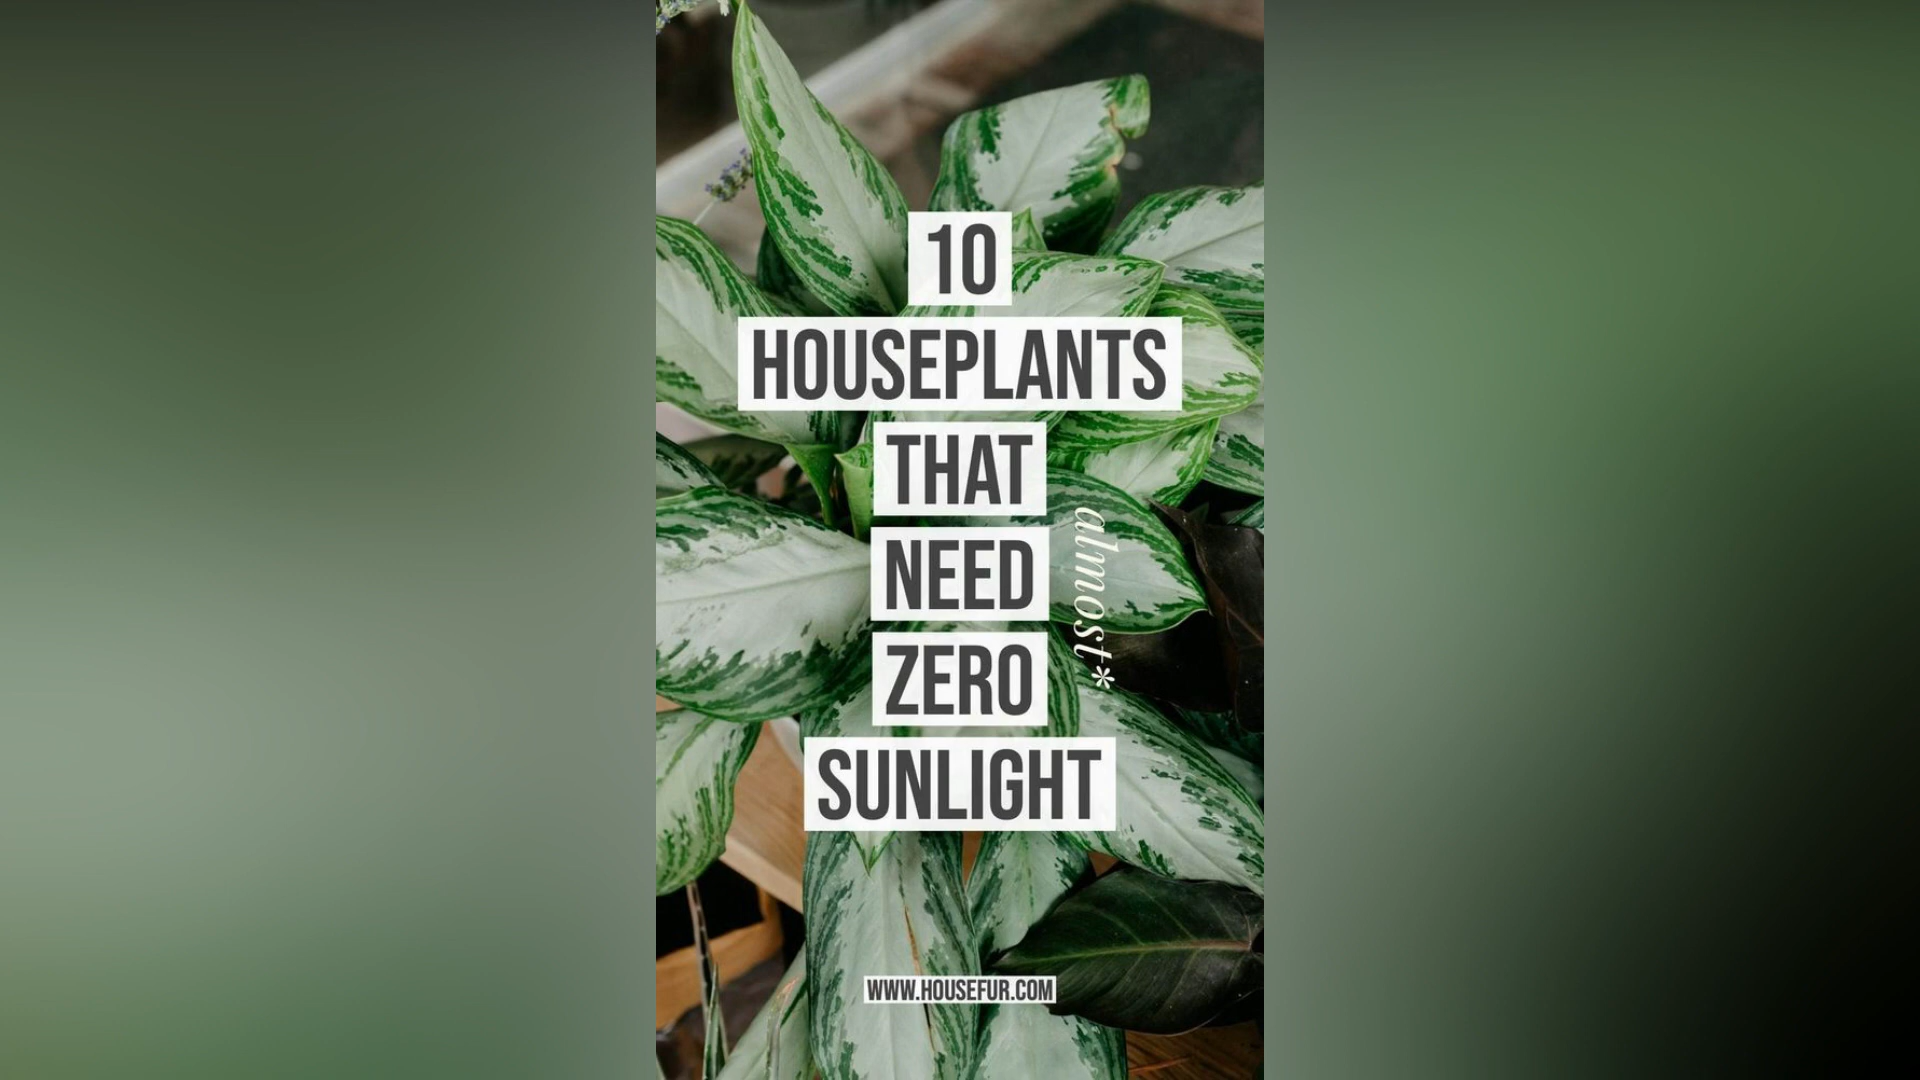 10
HOUSEPLANTS
THAT
NEED
almost*
ZERO
SUNLIGHT
WWW.HOUSEFUR.COM